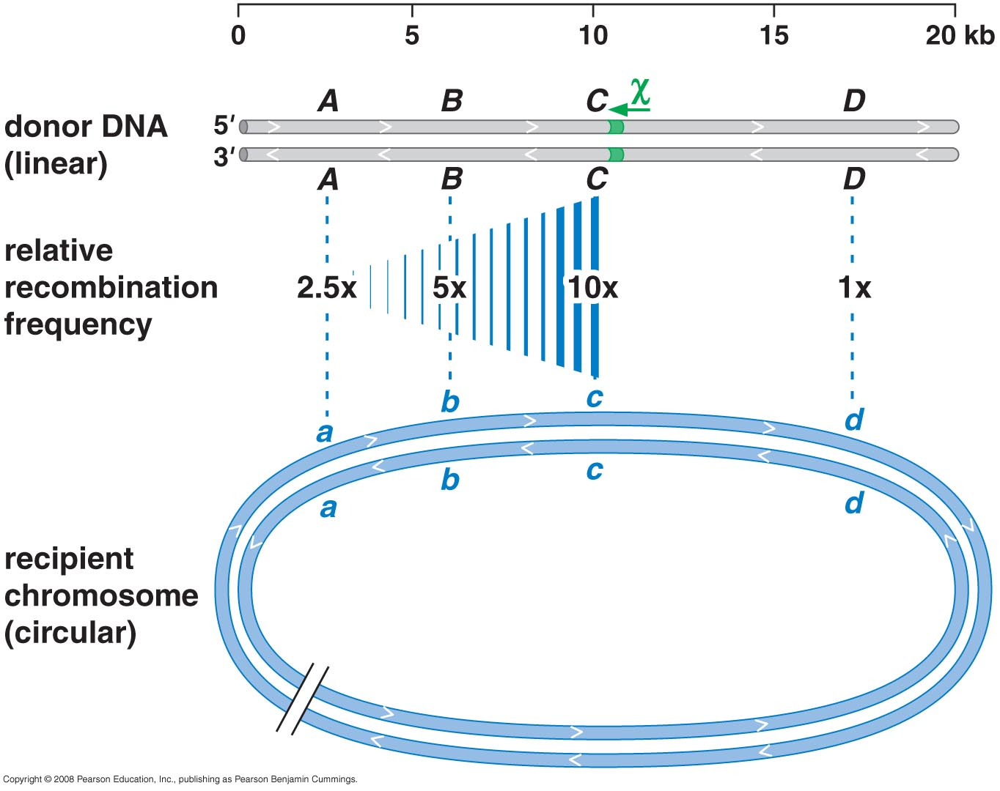 0 5 10 15 20 kb
χ
A B C D
donor DNA 5′
(linear) 3′
A B C D
relative
recombination
frequency
2.5x 5x 10x 1x
a b c d
a b c d
recipient
chromosome
(circular)
Copyright © 2008 Pearson Education, Inc., publishing as Pearson Benjamin Cummings.